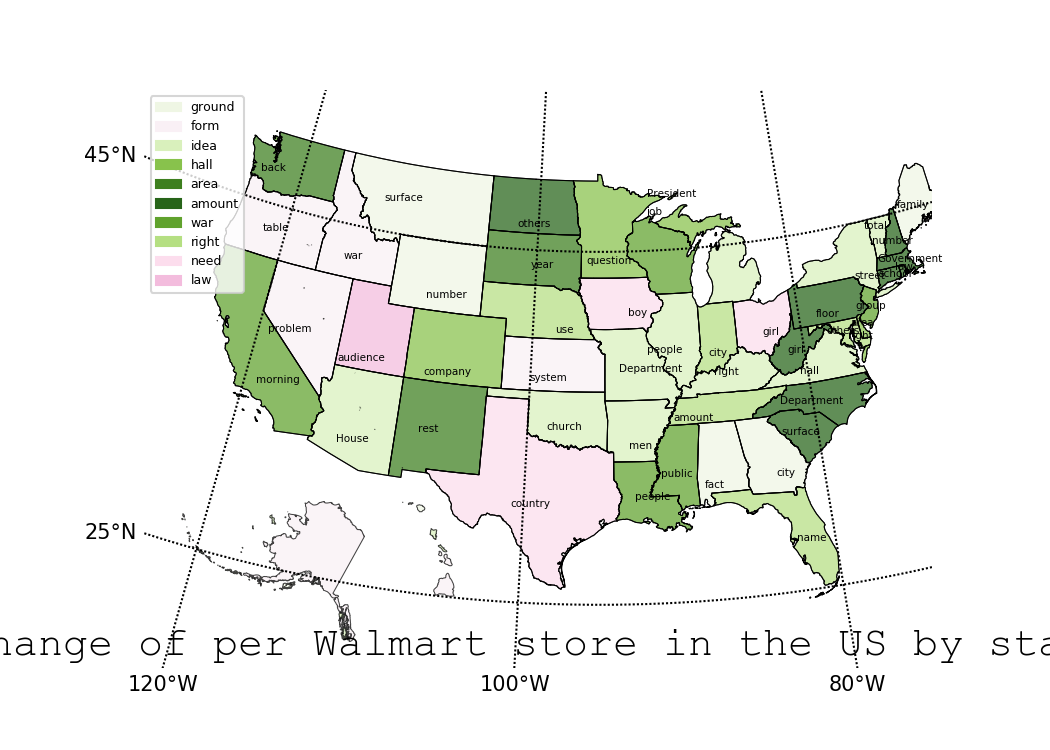 ground
form
idea
hall
area
amount
war
right
need
law
45°N
25°N
120°W
100°W
80°W
back
table
surface
war
number
problem
morning
audience
company
House
rest
others
year
use
system
church
country
question
boy
President
job
people
Department
men
people
public
fact
city
amount
right
city
girl
girl
hall
Department
surface
name
floor
street
group
total
number
family
Government
hange of per Walmart store in the US by sta